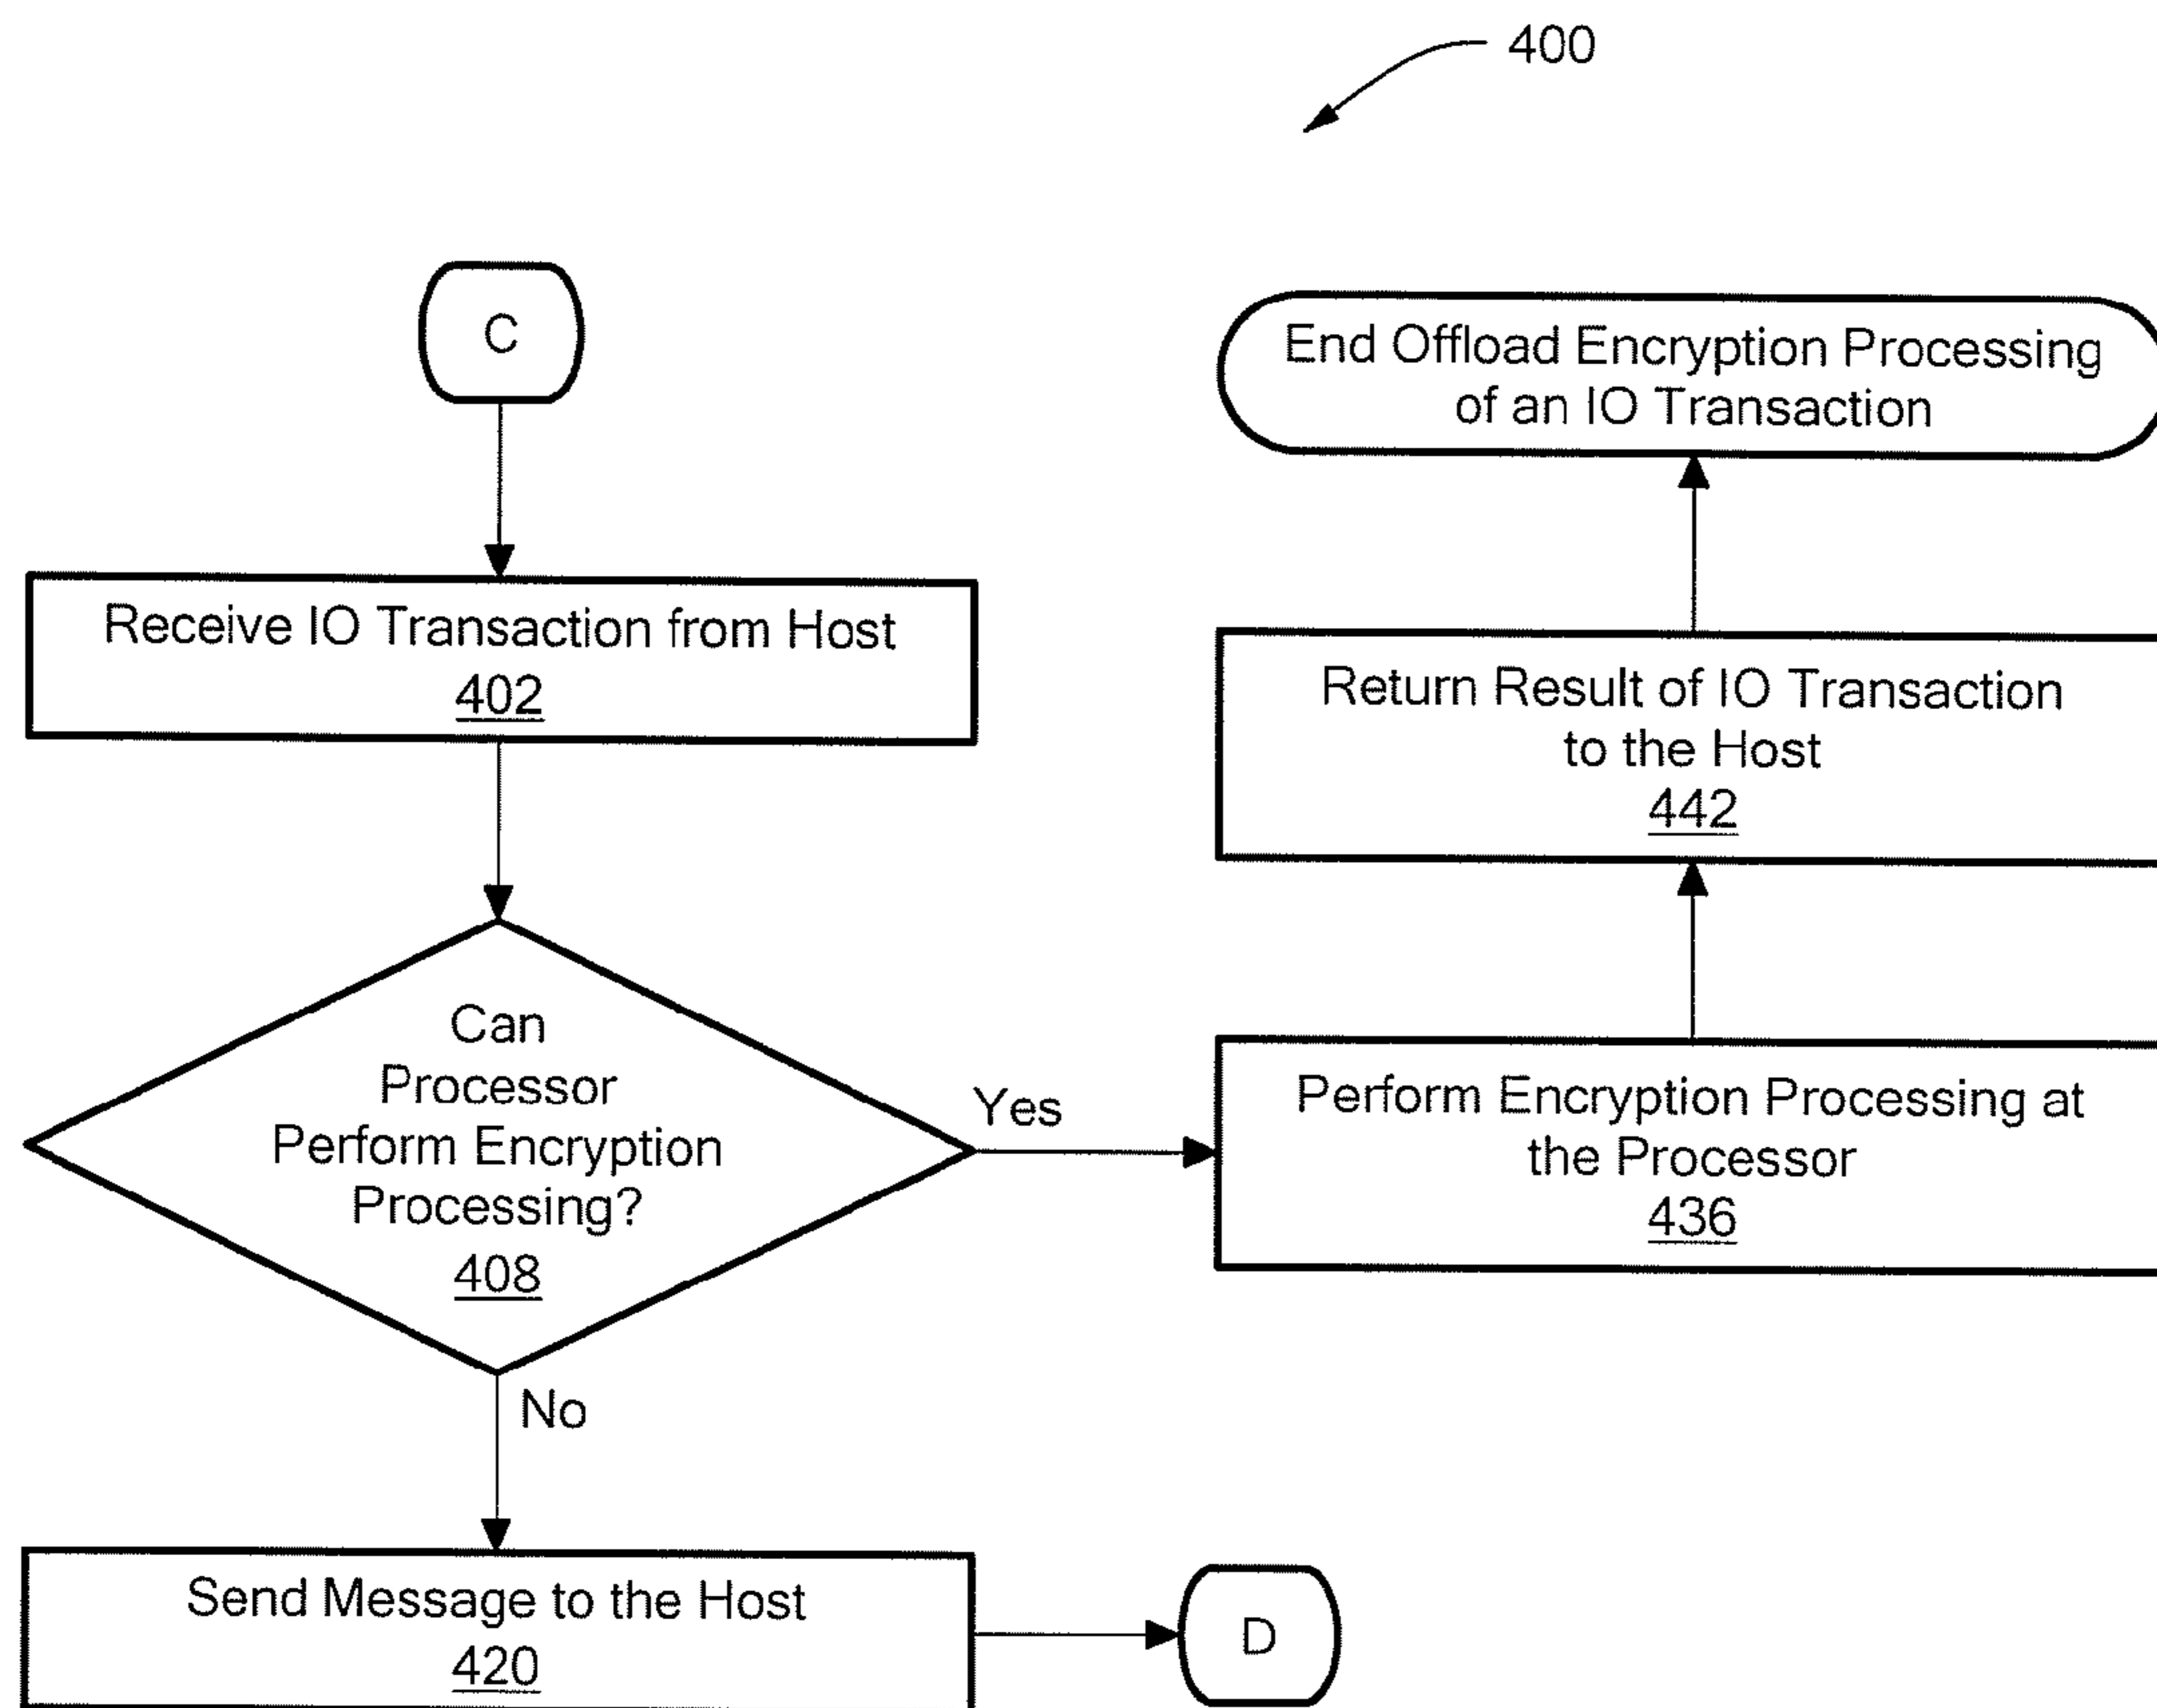 400
C
Receive IO Transaction from Host
402
Can
Processor
Perform Encryption
Processing?
408
Yes
No
Send Message to the Host
420
D
Perform Encryption Processing at
the Processor
436
Return Result of IO Transaction
to the Host
442
End Offload Encryption Processing
of an IO Transaction